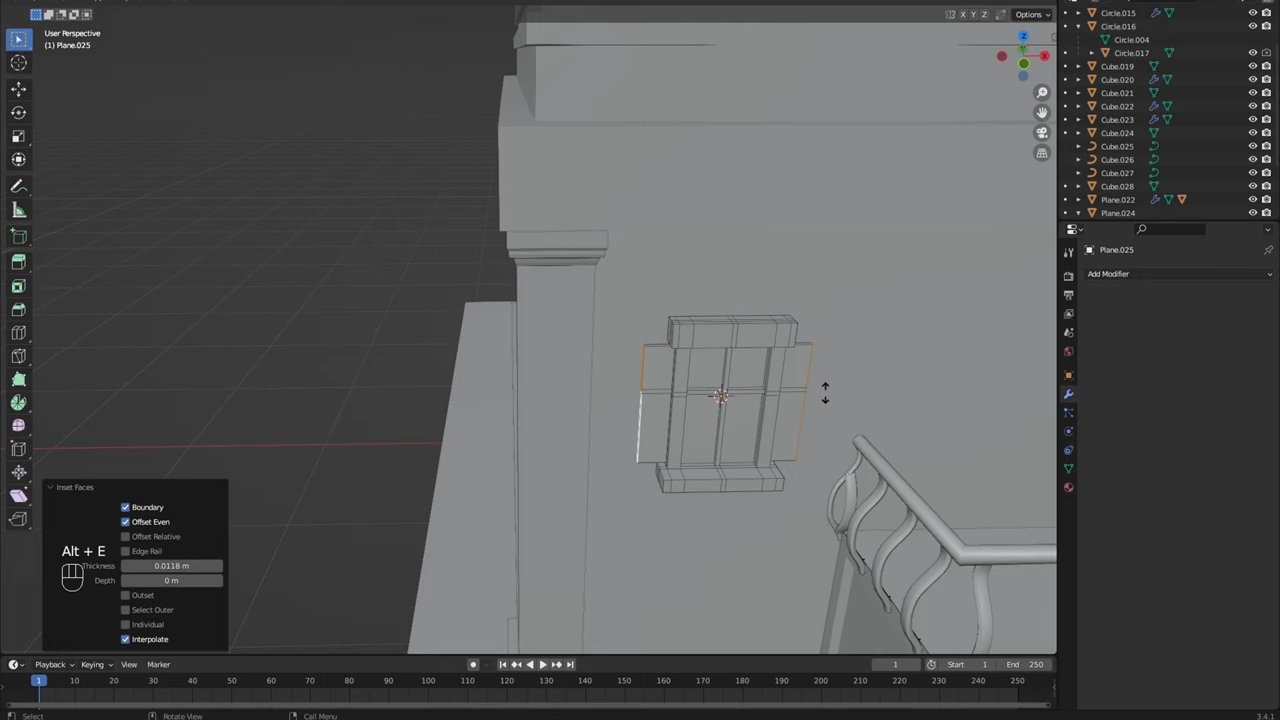 User Perspective
(1) Plane.025
X Y Z Options
Z
X
Circle.015
Circle.016
Circle.004
Circle.017
Cube.019
Cube.020
Cube.021
Cube.022
Cube.023
Cube.024
Cube.025
Cube.026
Cube.027
Cube.028
Plane.022
Plane.024
Plane.025
Add Modifier
Inset Faces
Boundary
Offset Even
Offset Relative
Edge Rail
Alt + E
Thickness 0.0118 m
Depth 0 m
Outset
Select Outer
Individual
Interpolate
Playback Keying View Marker
1 Start 1 End 250
1 10 20 30 40 50 60 70 80 90 100 110 120 130 140 150 160 170 180 190 200 210 220 230 240 250
Select Rotate View Call Menu 3.4.1